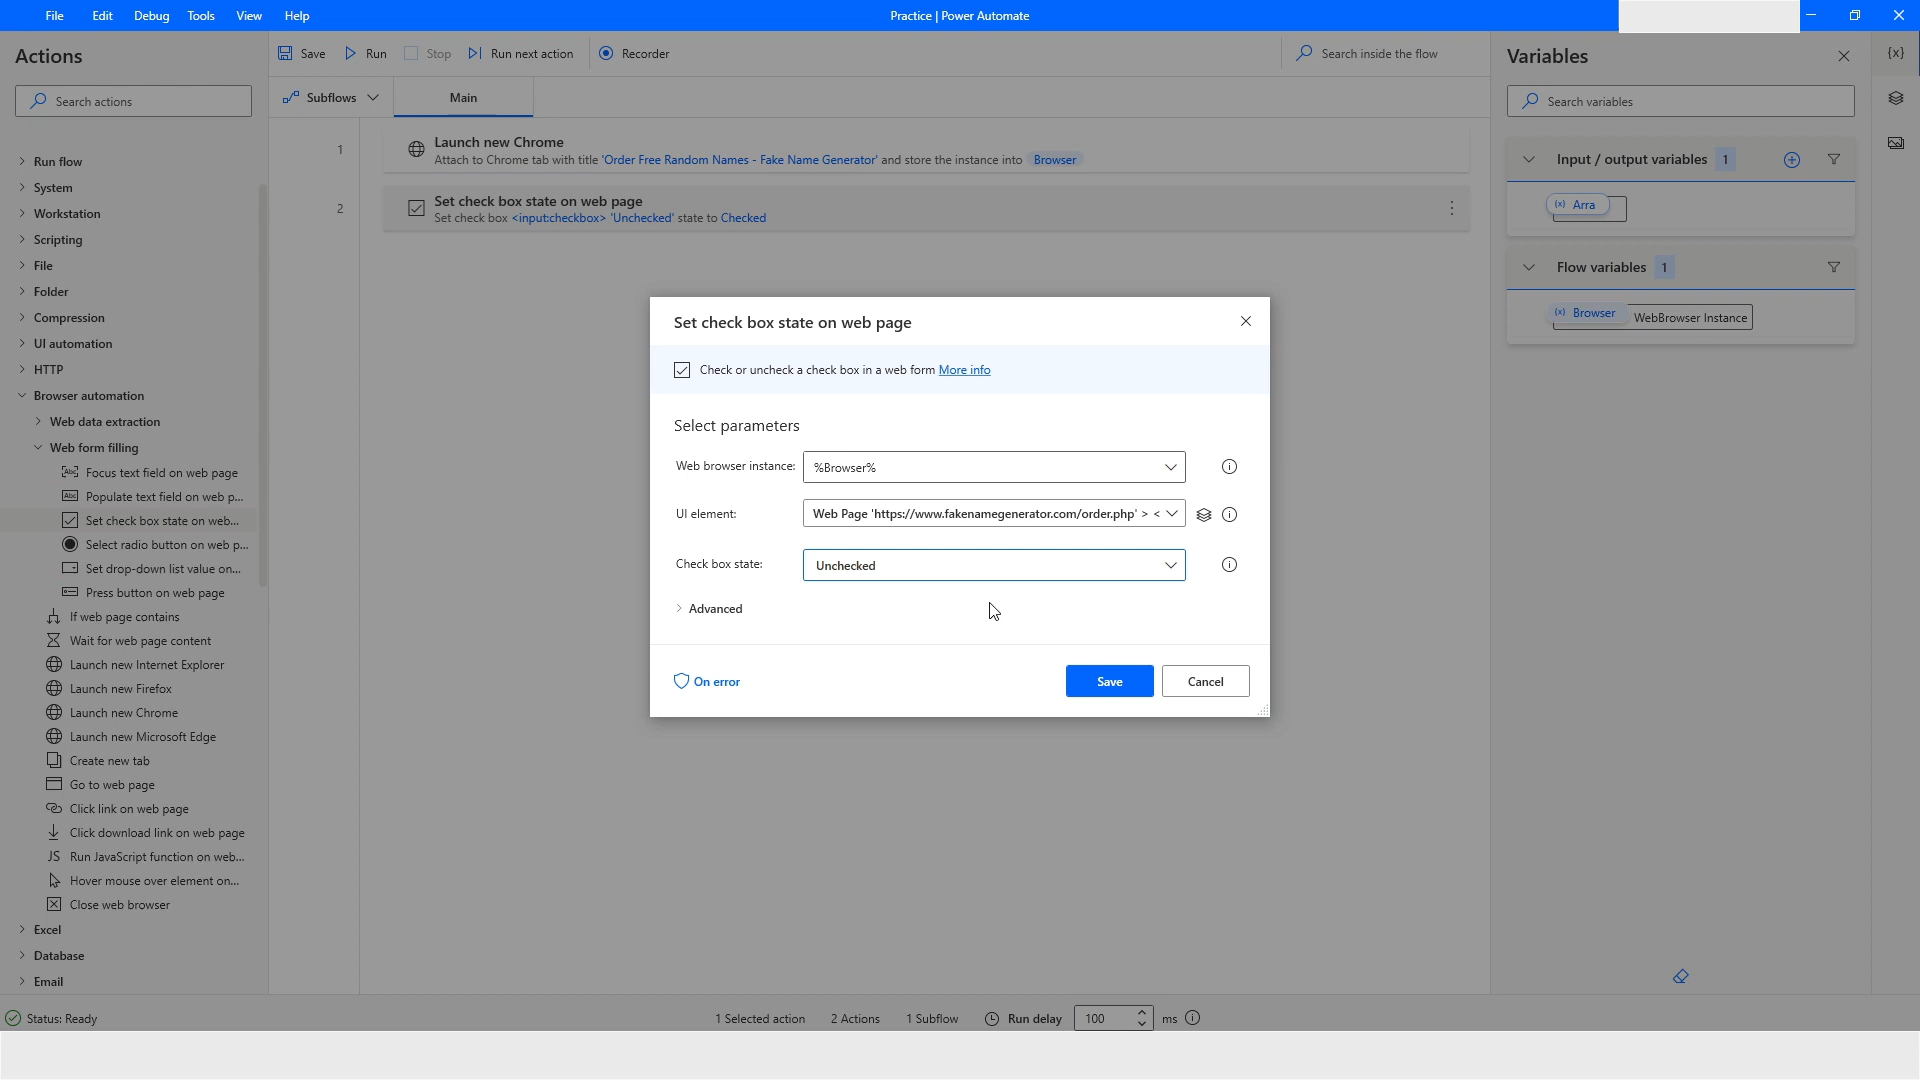 File Edit Debug Tools View Help
Practice | Power Automate
Actions
Search actions
Run flow
System
Workstation
Scripting
File
Folder
Compression
UI automation
HTTP
Browser automation
Web data extraction
Web form filling
Focus text field on web page
Populate text field on web p...
Set check box state on web...
Select radio button on web p...
Set drop-down list value on...
Press button on web page
If web page contains
Wait for web page content
Launch new Internet Explorer
Launch new Firefox
Launch new Chrome
Launch new Microsoft Edge
Create new tab
Go to web page
Click link on web page
Click download link on web page
JS Run JavaScript function on web...
Hover mouse over element on...
Close web browser
Excel
Database
Email
Save Run Stop Run next action Recorder Search inside the flow
Subflows Main
1 Launch new Chrome
Attach to Chrome tab with title 'Order Free Random Names - Fake Name Generator' and store the instance into Browser
2 Set check box state on web page
Set check box <input:checkbox> 'Unchecked' state to Checked
Set check box state on web page
Check or uncheck a check box in a web form More info
Select parameters
Web browser instance: %Browser%
UI element: Web Page 'https://www.fakenamegenerator.com/order.php' > <
Check box state: Unchecked
Advanced
On error Save Cancel
Variables {x}
Search variables
Input / output variables 1
(x) Arra
Flow variables 1
(x) Browser WebBrowser Instance
Status: Ready 1 Selected action 2 Actions 1 Subflow Run delay 100 ms